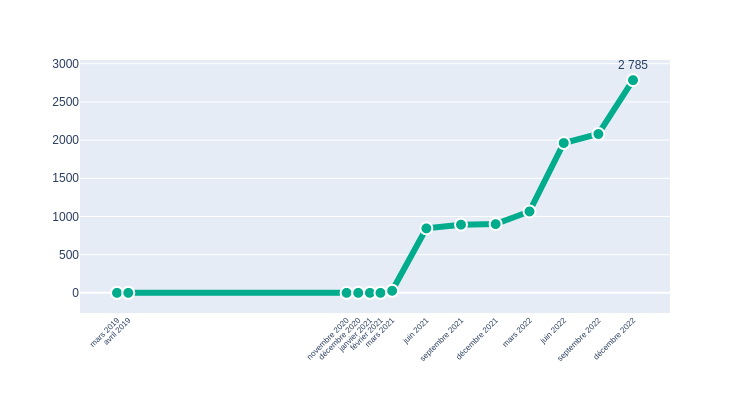 3000
2 785
2500
2000
1500
1000
500
0
mars 2019
avril 2019
novembre 2020
décembre 2020
janvier 2021
février 2021
mars 2021
juin 2021
septembre 2021
décembre 2021
mars 2022
juin 2022
septembre 2022
décembre 2022